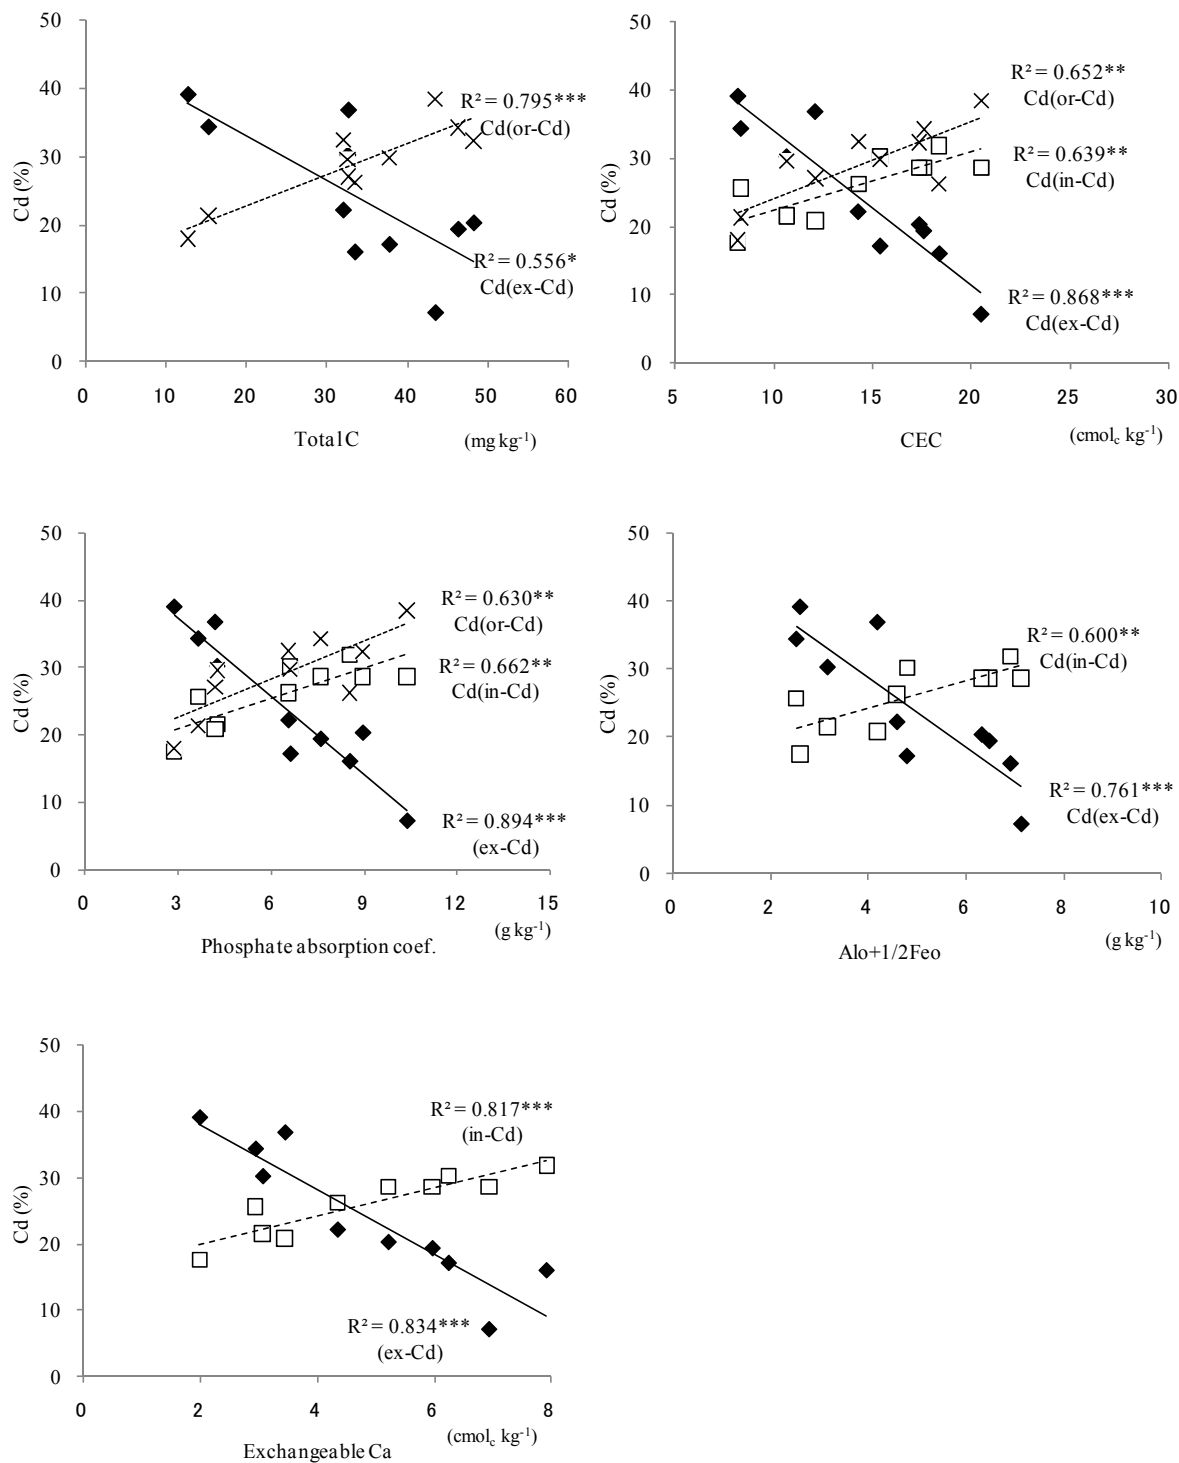 50
40
30
20
10
0
Cd (%)
R² = 0.795***
Cd(or-Cd)
R² = 0.556*
Cd(ex-Cd)
0 10 20 30 40 50 60
Total C (mg kg-1)
50
40
30
20
10
0
Cd (%)
R² = 0.652**
Cd(or-Cd)
R² = 0.639**
Cd(in-Cd)
R² = 0.868***
Cd(ex-Cd)
5 10 15 20 25 30
CEC (cmolc kg-1)
50
40
30
20
10
0
Cd (%)
R² = 0.630**
Cd(or-Cd)
R² = 0.662**
Cd(in-Cd)
R² = 0.894***
(ex-Cd)
0 3 6 9 12 15
(g kg-1)
Phosphate absorption coef.
50
40
30
20
10
0
Cd (%)
R² = 0.600**
Cd(in-Cd)
R² = 0.761***
Cd(ex-Cd)
0 2 4 6 8 10
(g kg-1)
Alo+1/2Feo
50
40
30
20
10
0
Cd (%)
R² = 0.817***
(in-Cd)
R² = 0.834***
(ex-Cd)
0 2 4 6 8
(cmolc kg-1)
Exchangeable Ca